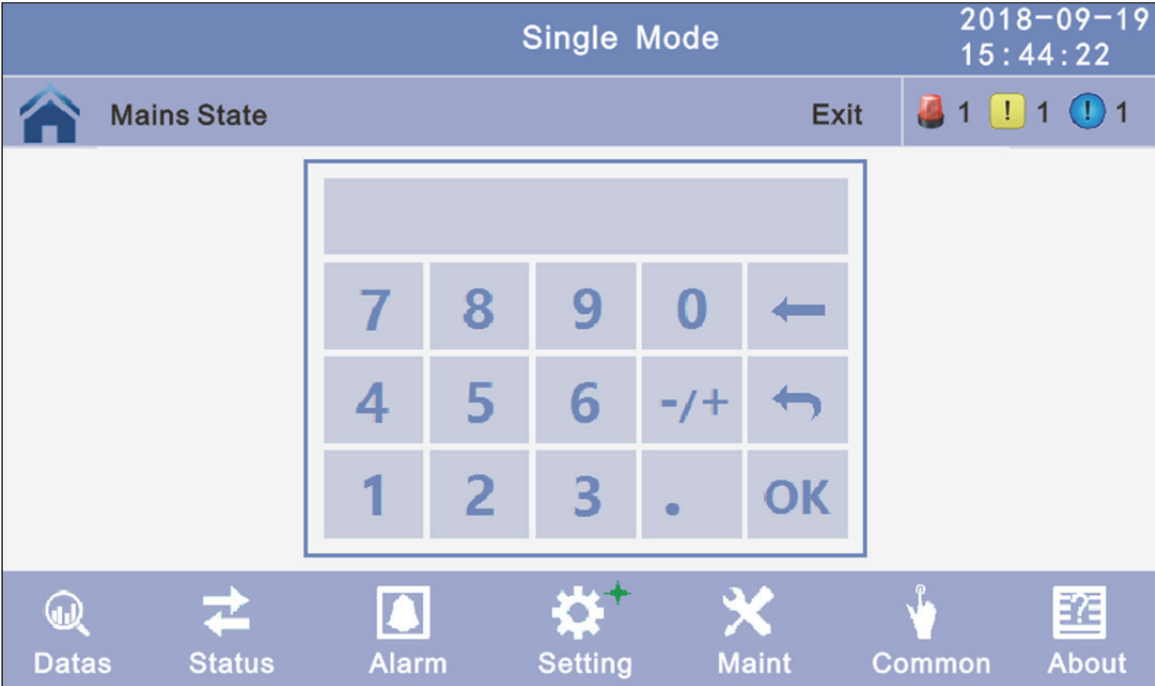 Single Mode
2018-09-19
15:44:22
Mains State
Exit
1
! 1
! 1
7 8 9 0
4 5 6 -/+
1 2 3 . OK
Datas Status Alarm Setting Maint Common About